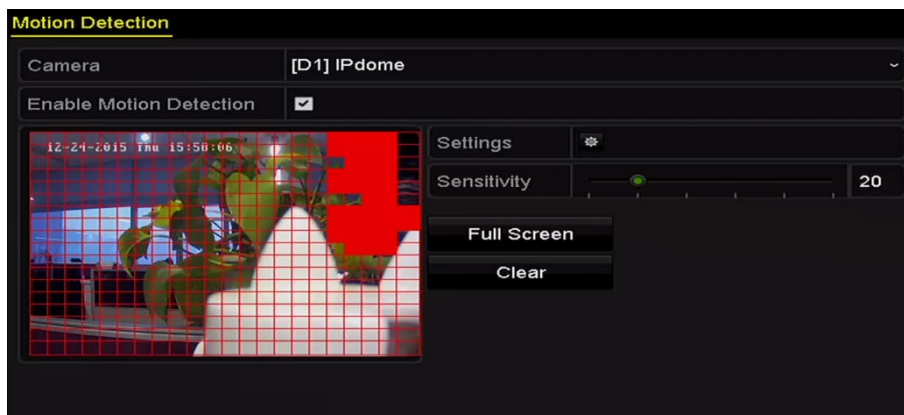 Motion Detection
Camera [D1] IPdome
Enable Motion Detection
12-24-2015 Thu 15:50:06
Settings
Sensitivity 20
Full Screen
Clear